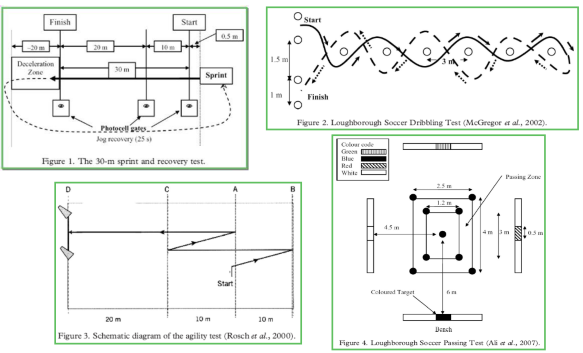 Finish
Start
0.5 m
~20 m
20 m
10 m
Deceleration
Zone
30 m
Sprint
Photocell gates
Jog recovery (25 s)
Figure 1. The 30-m sprint and recovery test.
Start
1.5 m
3 m
1 m
Finish
Figure 2. Loughborough Soccer Dribbling Test (McGregor et al., 2002).
D
C
A
B
Start
20 m
10 m
10 m
Figure 3. Schematic diagram of the agility test (Rosch et al., 2000).
Colour code
Green
Blue
Red
White
Passing Zone
2.5 m
1.2 m
4.5 m
4 m
3 m
0.5 m
6 m
Coloured Target
Bench
Figure 4. Loughborough Soccer Passing Test (Ali et al., 2007).